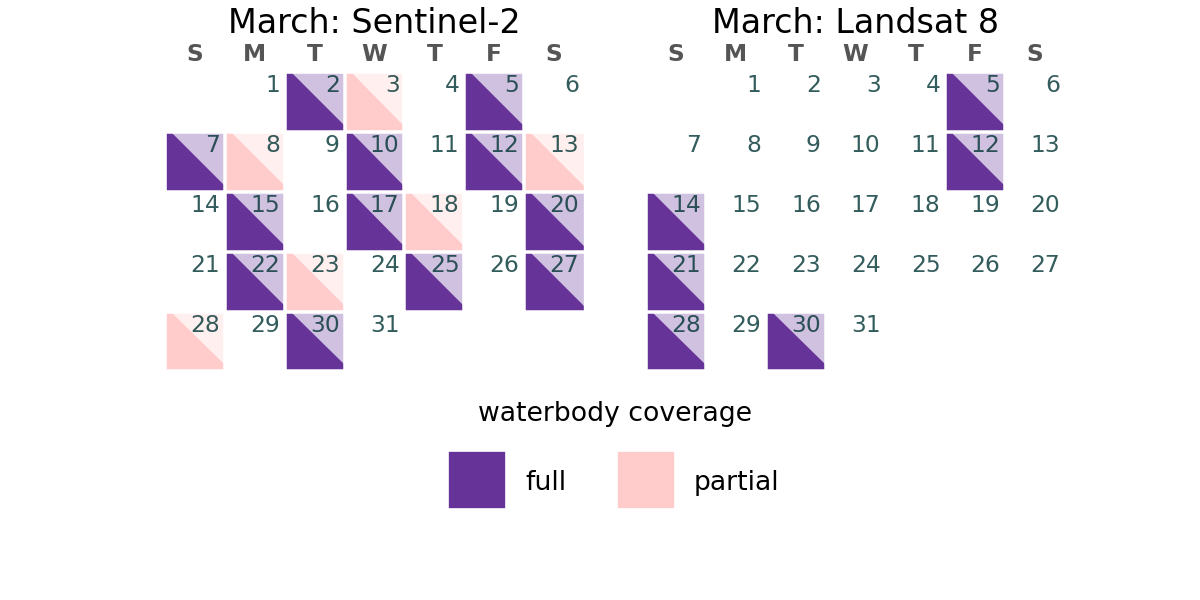 March: Sentinel-2
S M T W T F S
1 2 3 4 5 6
7 8 9 10 11 12 13
14 15 16 17 18 19 20
21 22 23 24 25 26 27
28 29 30 31
March: Landsat 8
S M T W T F S
1 2 3 4 5 6
7 8 9 10 11 12 13
14 15 16 17 18 19 20
21 22 23 24 25 26 27
28 29 30 31
waterbody coverage
full partial